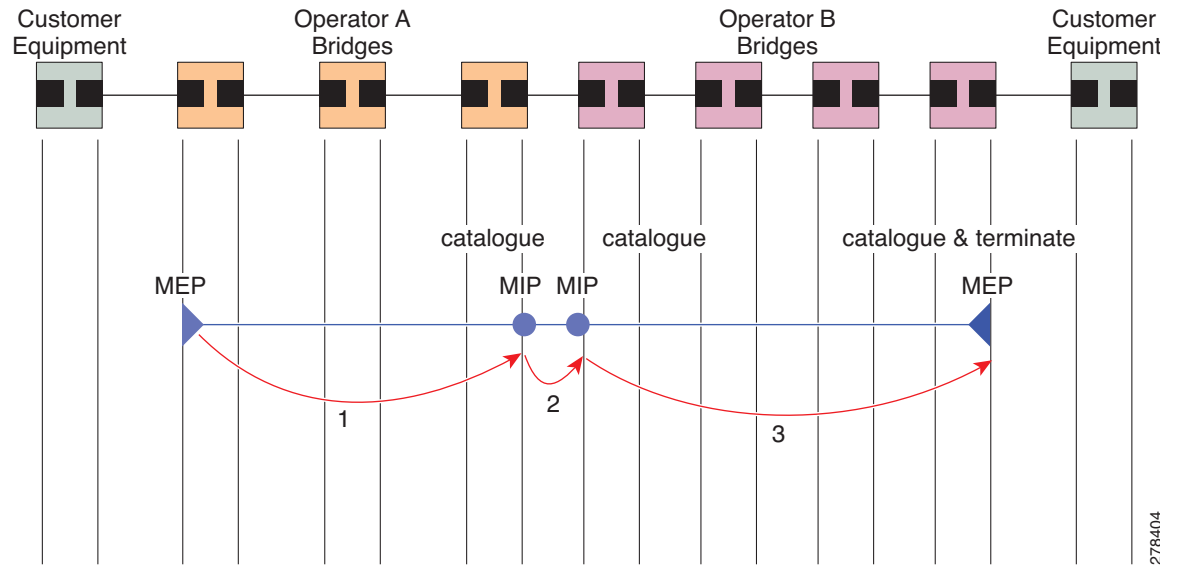 Customer
Equipment
Operator A
Bridges
Operator B
Bridges
Customer
Equipment
catalogue
catalogue
catalogue & terminate
MEP
MIP
MIP
MEP
1
2
3
278404